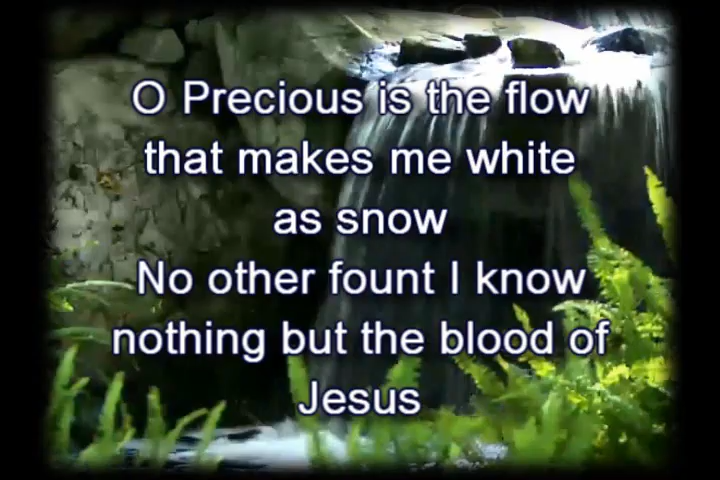 O Precious is the flow
that makes me white
as snow
No other fount I know
nothing but the blood of
Jesus